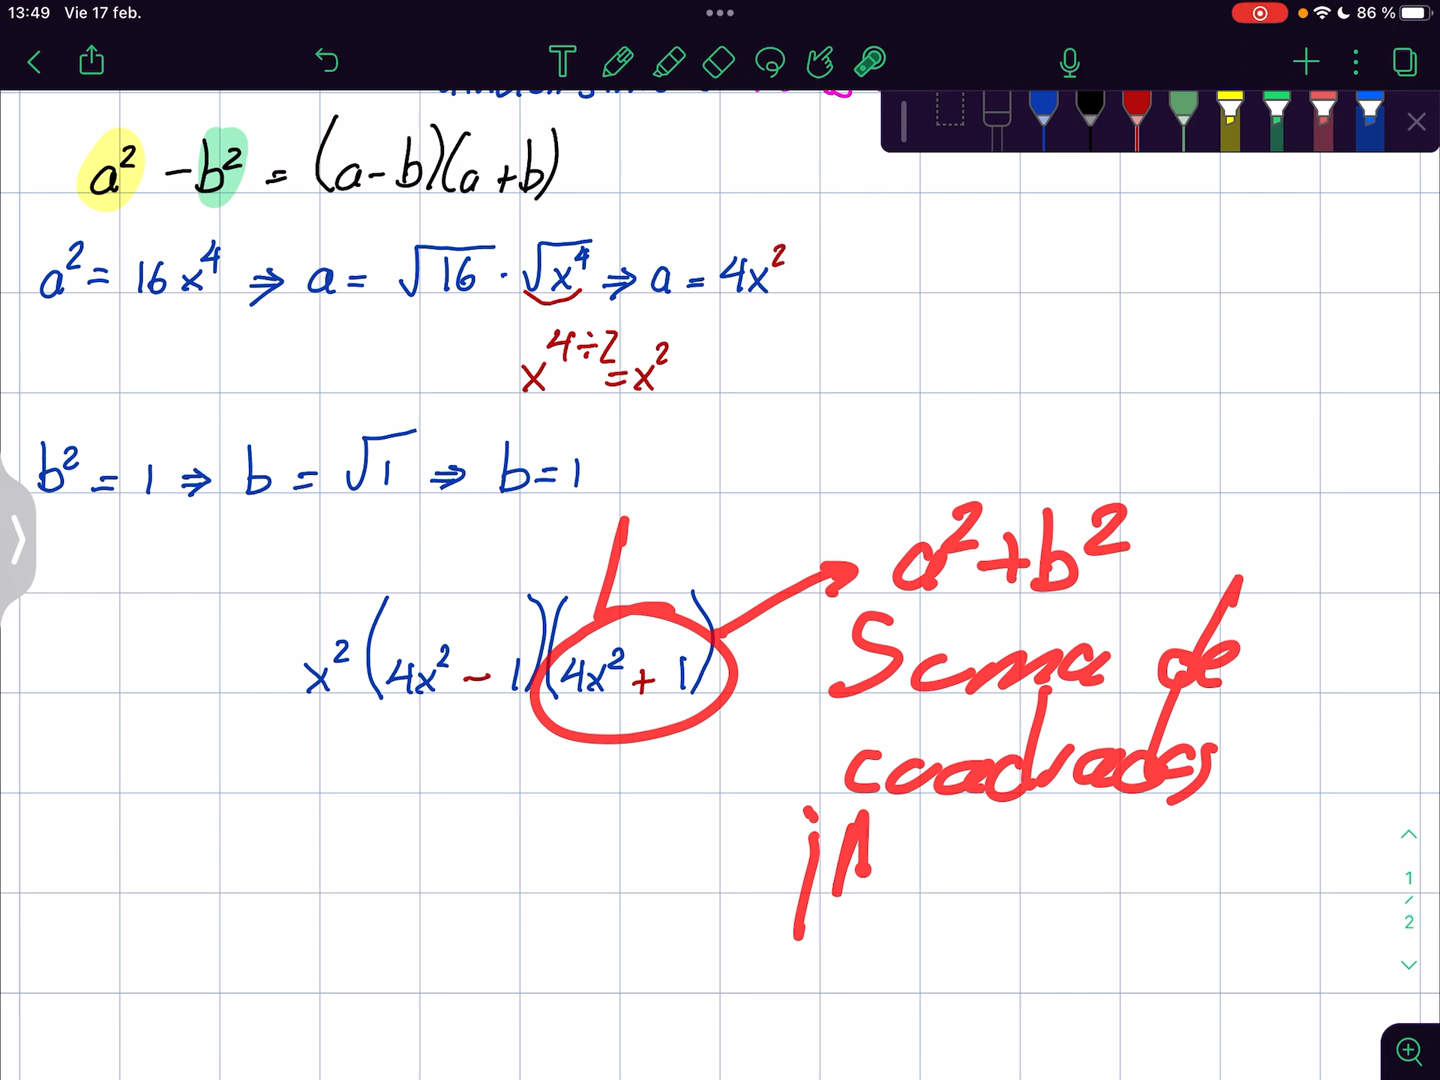 13:49 Vie 17 feb.
86 %
a² - b² = (a - b)(a + b)
a² = 16x⁴ ⇒ a = √16 · √x⁴ ⇒ a = 4x²
x⁴÷² = x²
b² = 1 ⇒ b = √1 ⇒ b = 1
a² + b²
x² (4x² - 1)(4x² + 1)
Suma de
cuadrados
1
2